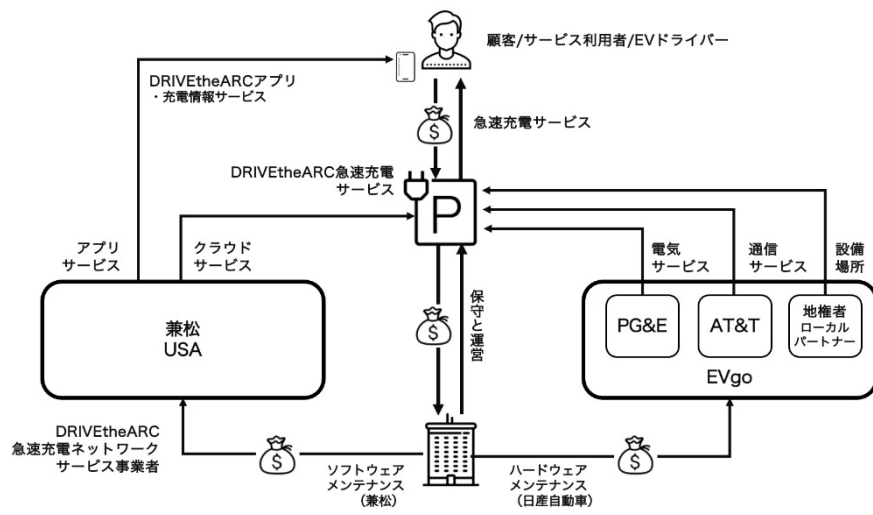 顧客/サービス利用者/EVドライバー
DRIVEtheARCアプリ
・充電情報サービス
$
急速充電サービス
DRIVEtheARC急速充電
サービス
P
アプリ
サービス
クラウド
サービス
電気
サービス
通信
サービス
設備
場所
兼松
USA
$
保守と運営
PG&E
AT&T
地権者
ローカル
パートナー
EVgo
DRIVEtheARC
急速充電ネットワーク
サービス事業者
$
ソフトウェア
メンテナンス
(兼松)
ハードウェア
メンテナンス
(日産自動車)
$